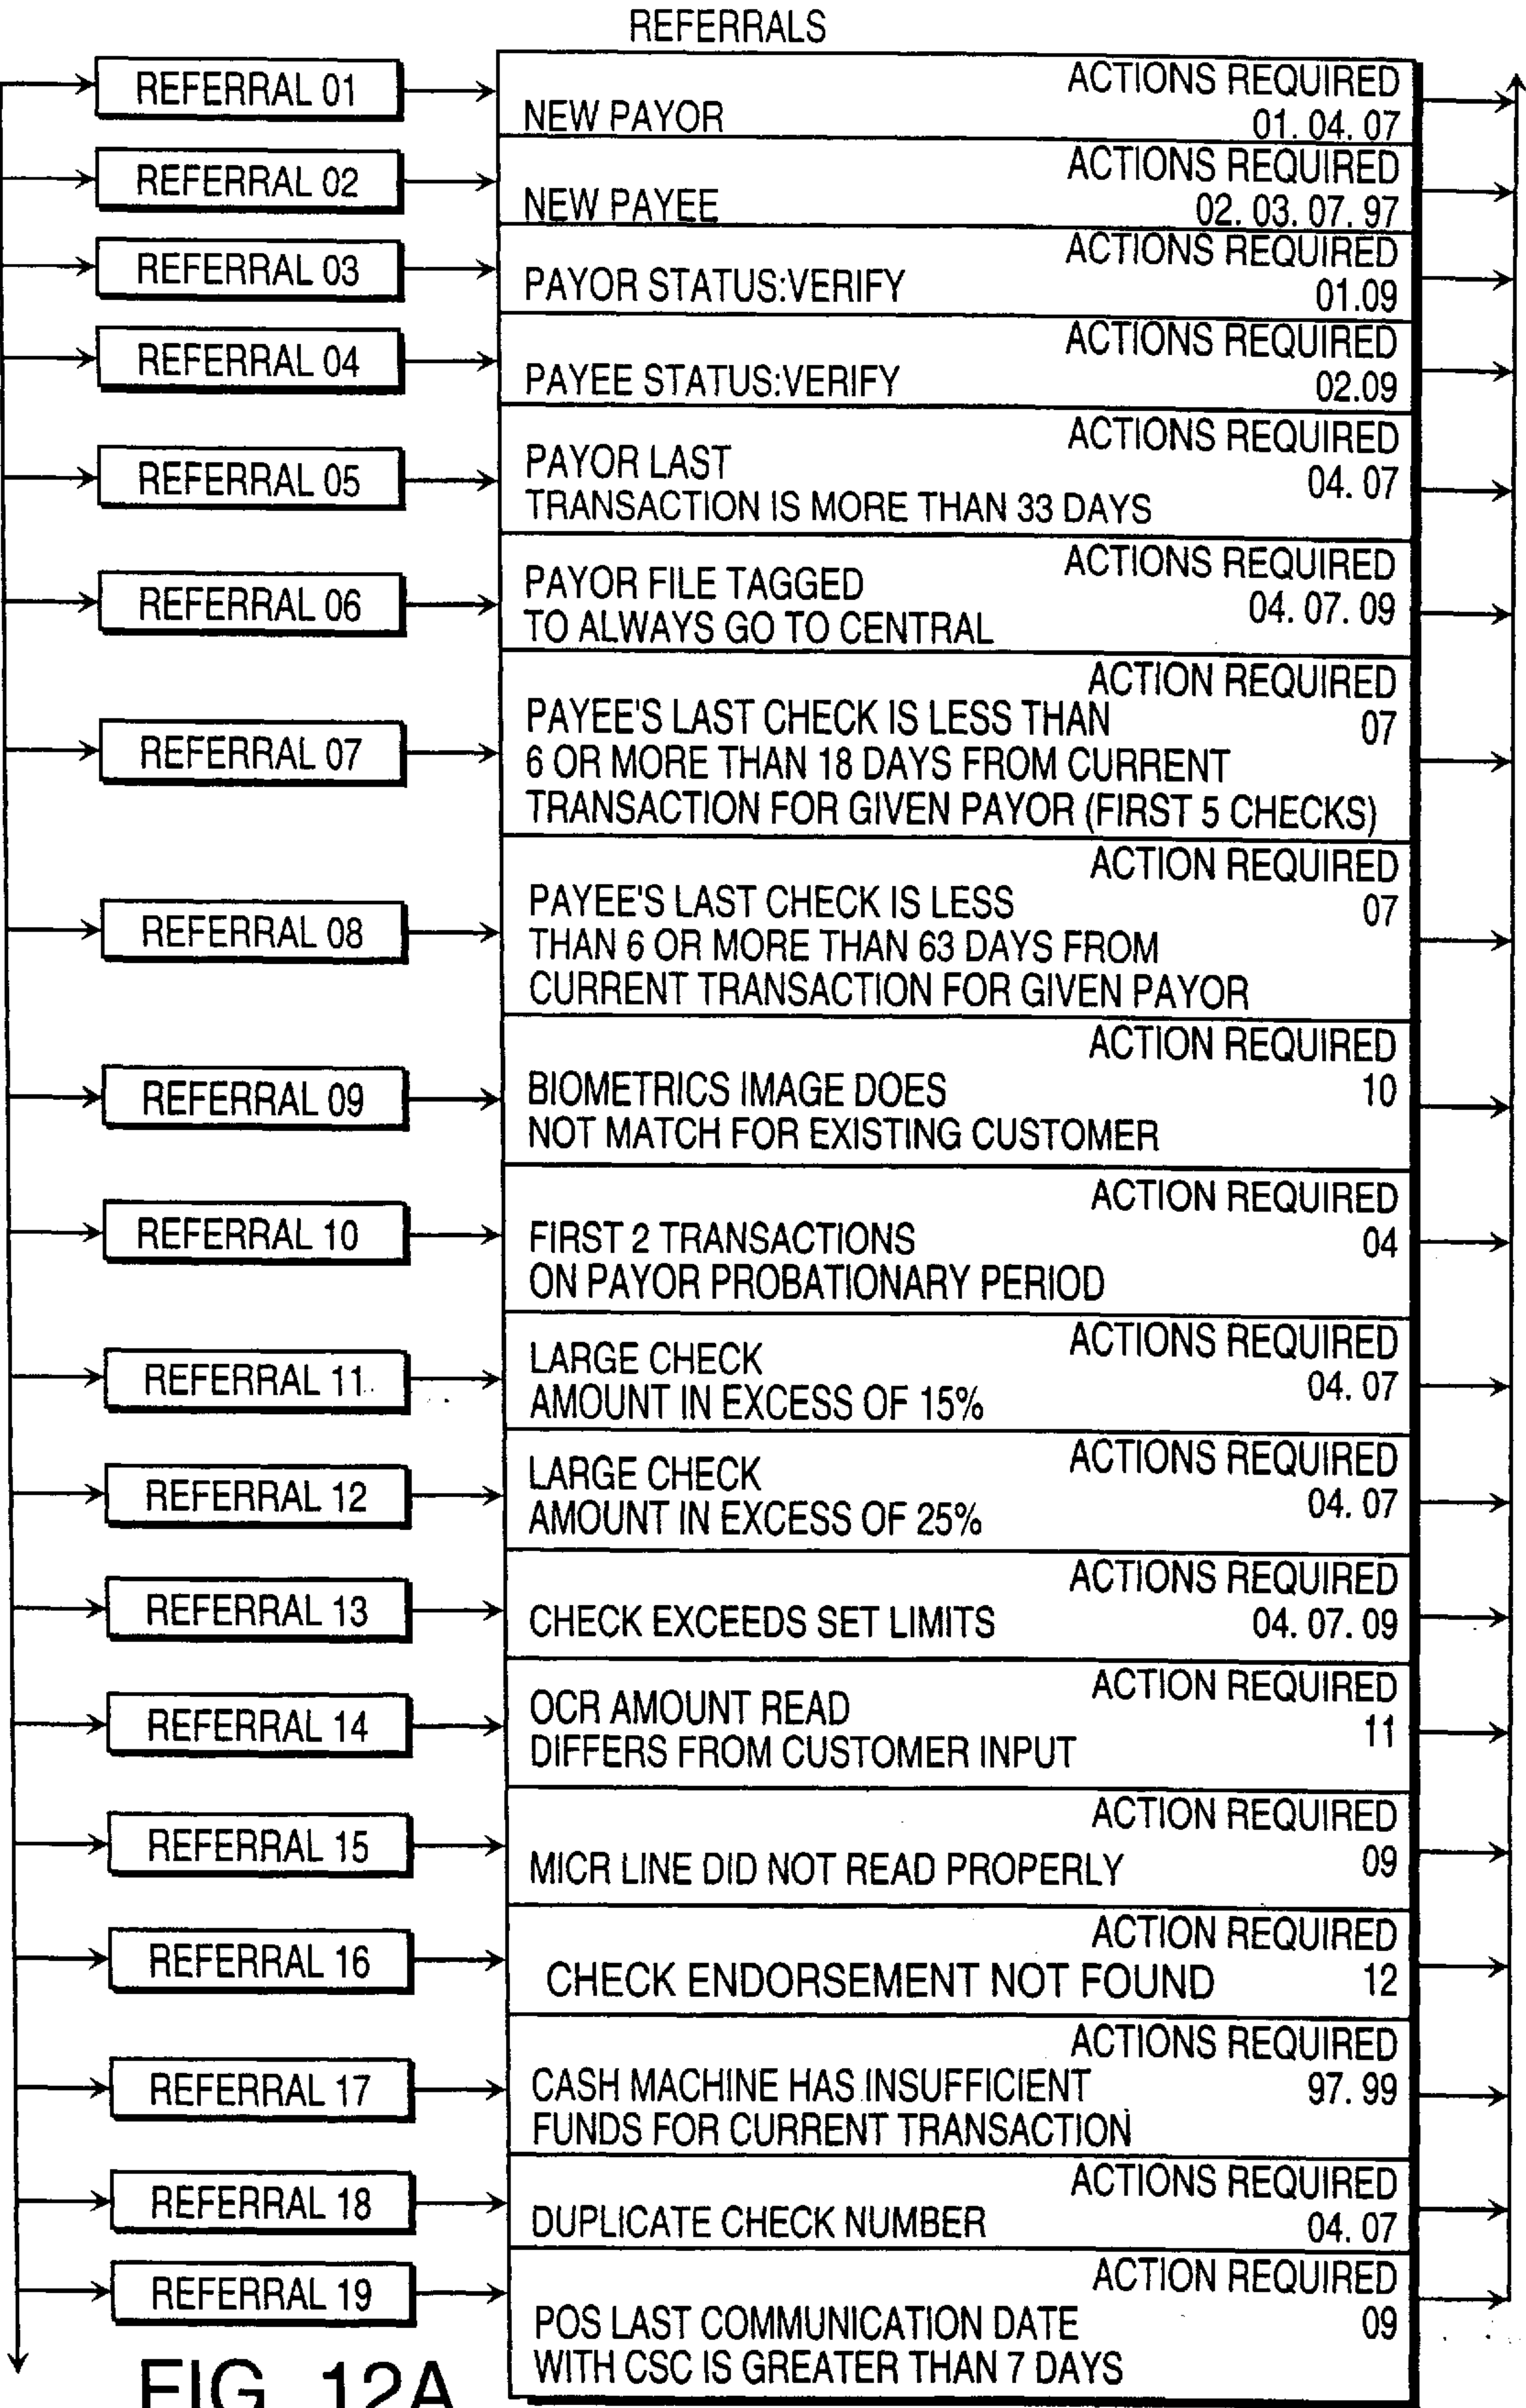 REFERRALS
REFERRAL 01
ACTIONS REQUIRED
NEW PAYOR
01. 04. 07
REFERRAL 02
ACTIONS REQUIRED
NEW PAYEE
02. 03. 07. 97
REFERRAL 03
ACTIONS REQUIRED
PAYOR STATUS:VERIFY
01.09
REFERRAL 04
ACTIONS REQUIRED
PAYEE STATUS:VERIFY
02.09
REFERRAL 05
ACTIONS REQUIRED
PAYOR LAST
04. 07
TRANSACTION IS MORE THAN 33 DAYS
REFERRAL 06
ACTIONS REQUIRED
PAYOR FILE TAGGED
04. 07. 09
TO ALWAYS GO TO CENTRAL
REFERRAL 07
ACTION REQUIRED
PAYEE'S LAST CHECK IS LESS THAN
07
6 OR MORE THAN 18 DAYS FROM CURRENT
TRANSACTION FOR GIVEN PAYOR (FIRST 5 CHECKS)
REFERRAL 08
ACTION REQUIRED
PAYEE'S LAST CHECK IS LESS
07
THAN 6 OR MORE THAN 63 DAYS FROM
CURRENT TRANSACTION FOR GIVEN PAYOR
REFERRAL 09
ACTION REQUIRED
BIOMETRICS IMAGE DOES
10
NOT MATCH FOR EXISTING CUSTOMER
REFERRAL 10
ACTION REQUIRED
FIRST 2 TRANSACTIONS
04
ON PAYOR PROBATIONARY PERIOD
REFERRAL 11
ACTIONS REQUIRED
LARGE CHECK
04. 07
AMOUNT IN EXCESS OF 15%
REFERRAL 12
ACTIONS REQUIRED
LARGE CHECK
04. 07
AMOUNT IN EXCESS OF 25%
REFERRAL 13
ACTIONS REQUIRED
CHECK EXCEEDS SET LIMITS
04. 07. 09
REFERRAL 14
ACTION REQUIRED
OCR AMOUNT READ
11
DIFFERS FROM CUSTOMER INPUT
REFERRAL 15
ACTION REQUIRED
MICR LINE DID NOT READ PROPERLY
09
REFERRAL 16
ACTION REQUIRED
CHECK ENDORSEMENT NOT FOUND
12
REFERRAL 17
ACTIONS REQUIRED
CASH MACHINE HAS INSUFFICIENT
97. 99
FUNDS FOR CURRENT TRANSACTION
REFERRAL 18
ACTIONS REQUIRED
DUPLICATE CHECK NUMBER
04. 07
REFERRAL 19
ACTION REQUIRED
POS LAST COMMUNICATION DATE
09
WITH CSC IS GREATER THAN 7 DAYS
FIG. 12A